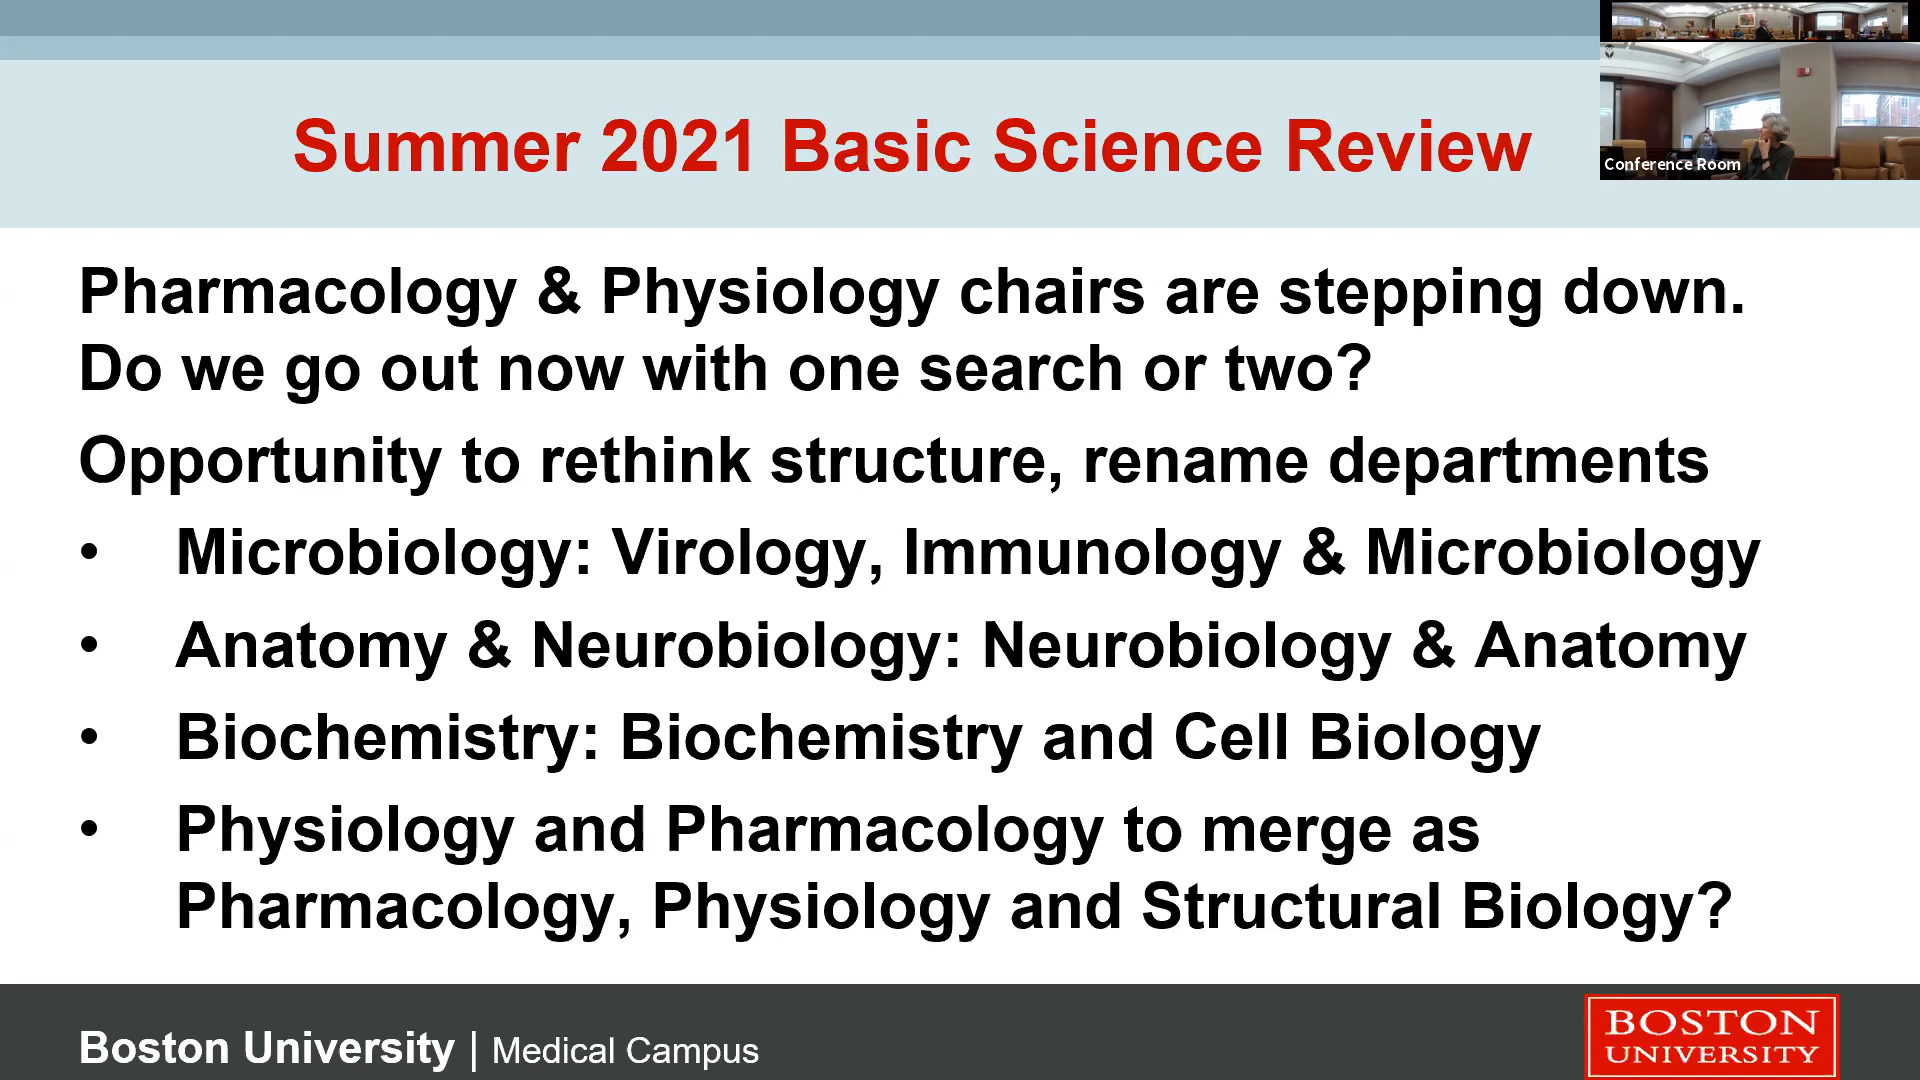 Summer 2021 Basic Science Review
Conference Room
Pharmacology & Physiology chairs are stepping down.
Do we go out now with one search or two?
Opportunity to rethink structure, rename departments
• Microbiology: Virology, Immunology & Microbiology
• Anatomy & Neurobiology: Neurobiology & Anatomy
• Biochemistry: Biochemistry and Cell Biology
• Physiology and Pharmacology to merge as
Pharmacology, Physiology and Structural Biology?
Boston University | Medical Campus
BOSTON
UNIVERSITY